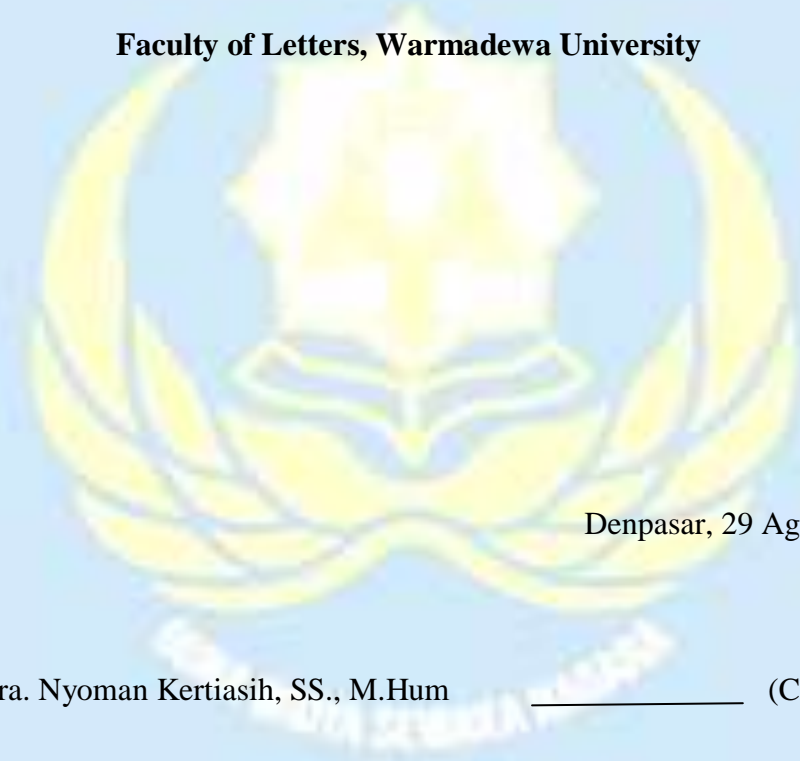 Faculty of Letters, Warmadewa University
Denpasar, 29 Ag
ra. Nyoman Kertiasih, SS., M.Hum (C